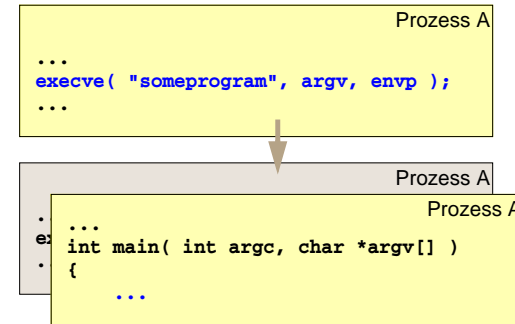 Prozess A
...
execve( "someprogram", argv, envp );
...
Prozess A
Prozess A
...
int main( int argc, char *argv[] )
{
...